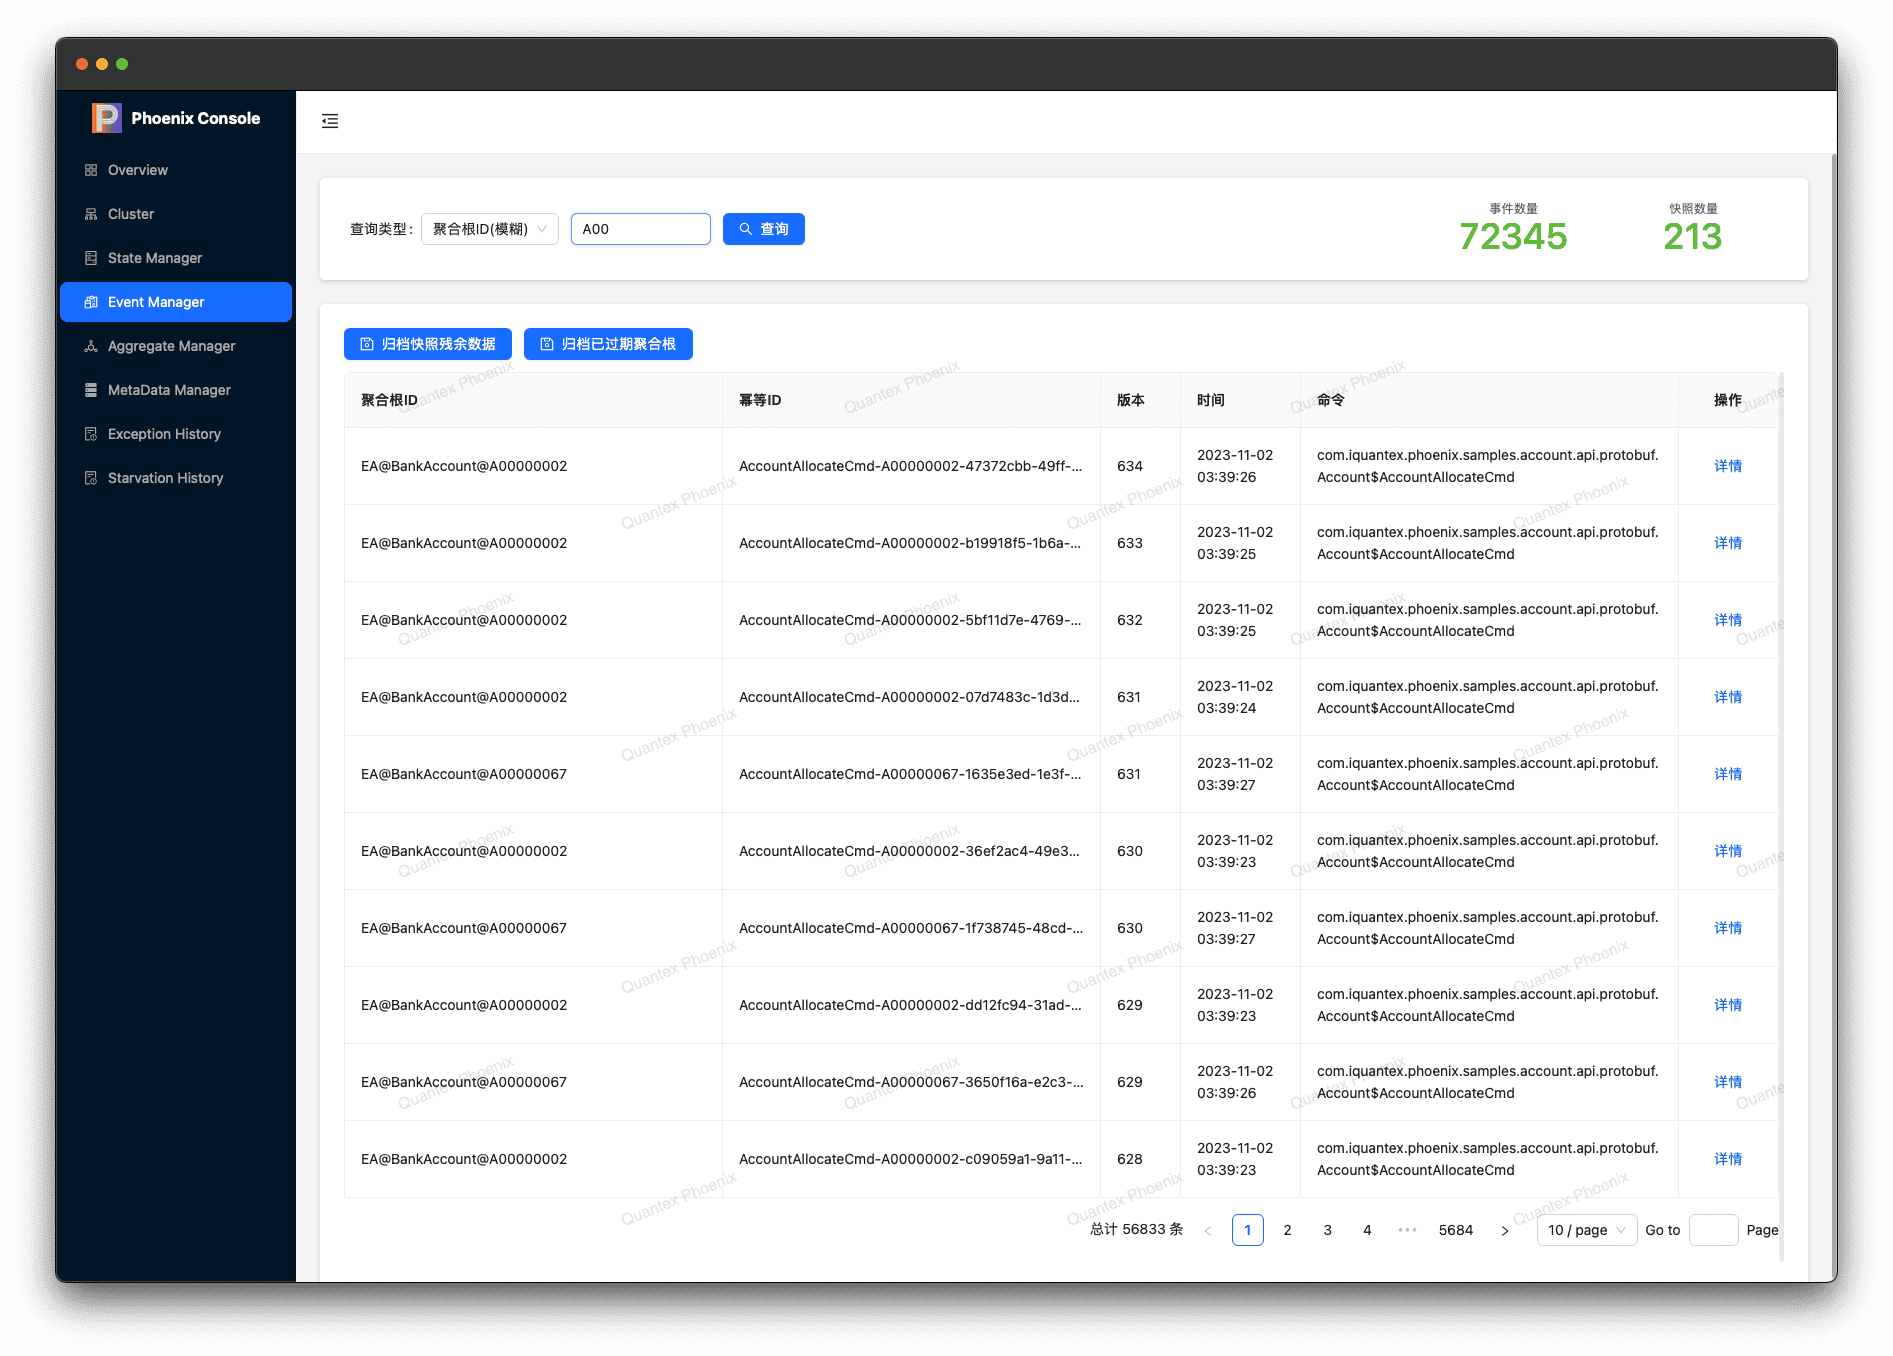 Phoenix Console
Overview
Cluster
State Manager
Event Manager
Aggregate Manager
MetaData Manager
Exception History
Starvation History
查询类型: 聚合根ID(模糊) A00 查询
事件数量 快照数量
72345 213
归档快照残余数据 归档已过期聚合根
聚合根ID 幂等ID 版本 时间 命令 操作
EA@BankAccount@A00000002 AccountAllocateCmd-A00000002-47372cbb-49ff-... 634 2023-11-02 03:39:26 com.iquantex.phoenix.samples.account.api.protobuf.Account$AccountAllocateCmd 详情
EA@BankAccount@A00000002 AccountAllocateCmd-A00000002-b19918f5-1b6a-... 633 2023-11-02 03:39:25 com.iquantex.phoenix.samples.account.api.protobuf.Account$AccountAllocateCmd 详情
EA@BankAccount@A00000002 AccountAllocateCmd-A00000002-5bf11d7e-4769-... 632 2023-11-02 03:39:25 com.iquantex.phoenix.samples.account.api.protobuf.Account$AccountAllocateCmd 详情
EA@BankAccount@A00000002 AccountAllocateCmd-A00000002-07d7483c-1d3d... 631 2023-11-02 03:39:24 com.iquantex.phoenix.samples.account.api.protobuf.Account$AccountAllocateCmd 详情
EA@BankAccount@A00000067 AccountAllocateCmd-A00000067-1635e3ed-1e3f-... 631 2023-11-02 03:39:27 com.iquantex.phoenix.samples.account.api.protobuf.Account$AccountAllocateCmd 详情
EA@BankAccount@A00000002 AccountAllocateCmd-A00000002-36ef2ac4-49e3... 630 2023-11-02 03:39:23 com.iquantex.phoenix.samples.account.api.protobuf.Account$AccountAllocateCmd 详情
EA@BankAccount@A00000067 AccountAllocateCmd-A00000067-1f738745-48cd-... 630 2023-11-02 03:39:27 com.iquantex.phoenix.samples.account.api.protobuf.Account$AccountAllocateCmd 详情
EA@BankAccount@A00000002 AccountAllocateCmd-A00000002-dd12fc94-31ad-... 629 2023-11-02 03:39:23 com.iquantex.phoenix.samples.account.api.protobuf.Account$AccountAllocateCmd 详情
EA@BankAccount@A00000067 AccountAllocateCmd-A00000067-3650f16a-e2c3-... 629 2023-11-02 03:39:26 com.iquantex.phoenix.samples.account.api.protobuf.Account$AccountAllocateCmd 详情
EA@BankAccount@A00000002 AccountAllocateCmd-A00000002-c09059a1-9a11-... 628 2023-11-02 03:39:23 com.iquantex.phoenix.samples.account.api.protobuf.Account$AccountAllocateCmd 详情
总计 56833 条 < 1 2 3 4 ••• 5684 > 10 / page Go to Page
Quantex Phoenix